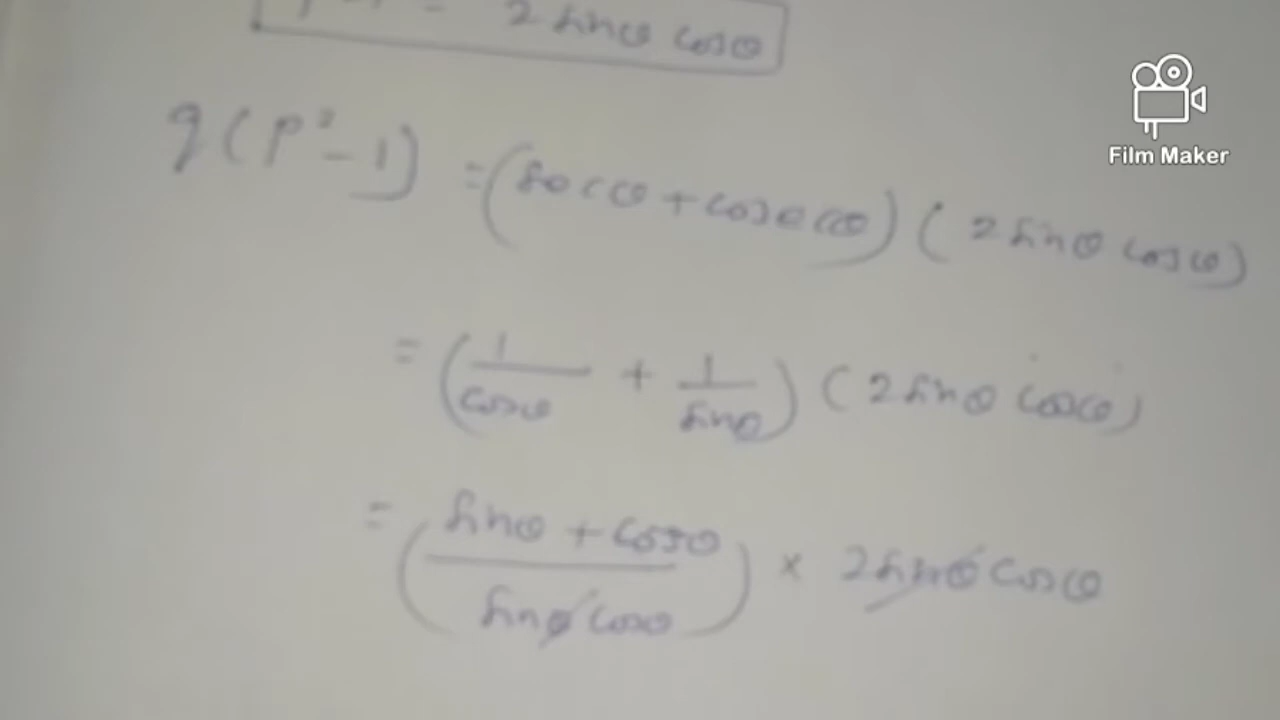 2 sinθ cosθ
Film Maker
q(p²-1) = (secθ + cosecθ) (2 sinθ cosθ)
= (1/cosθ + 1/sinθ) (2 sinθ cosθ)
= (sinθ + cosθ / sinθ cosθ) × 2 sinθ cosθ